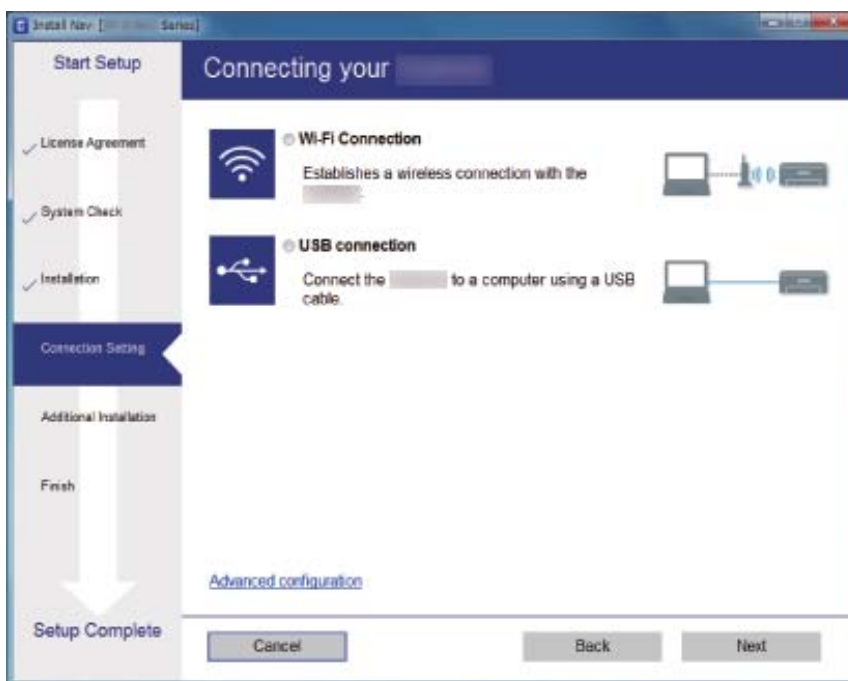 Install Navi [ Series]
Start Setup
Connecting your
License Agreement
System Check
Installation
Connection Setting
Additional Installation
Finish
Setup Complete
Wi-Fi Connection
Establishes a wireless connection with the
.
USB connection
Connect the to a computer using a USB
cable.
Advanced configuration
Cancel
Back
Next